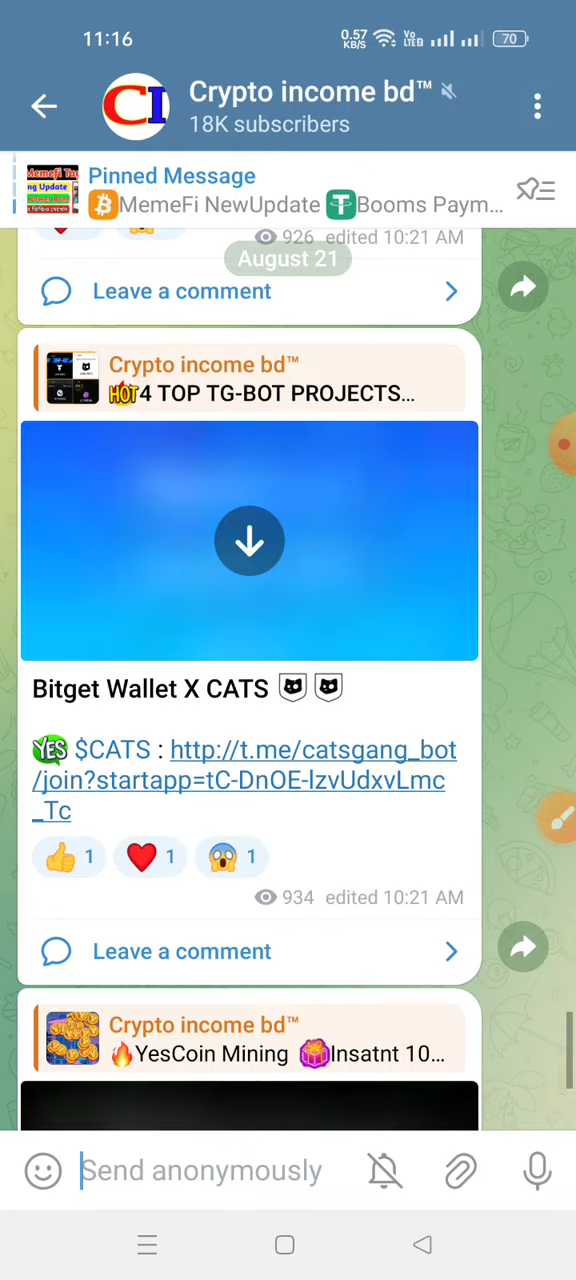 11:16
0.57
KB/S
Vo
LTE2
70
CI
Crypto income bd™
18K subscribers
Pinned Message
MemeFi NewUpdate Booms Paym...
926 edited 10:21 AM
August 21
Leave a comment
Crypto income bd™
HOT 4 TOP TG-BOT PROJECTS...
Bitget Wallet X CATS
YES $CATS : http://t.me/catsgang_bot
/join?startapp=tC-DnOE-lzvUdxvLmc
_Tc
1
1
1
934 edited 10:21 AM
Leave a comment
Crypto income bd™
YesCoin Mining Insatnt 10...
Send anonymously